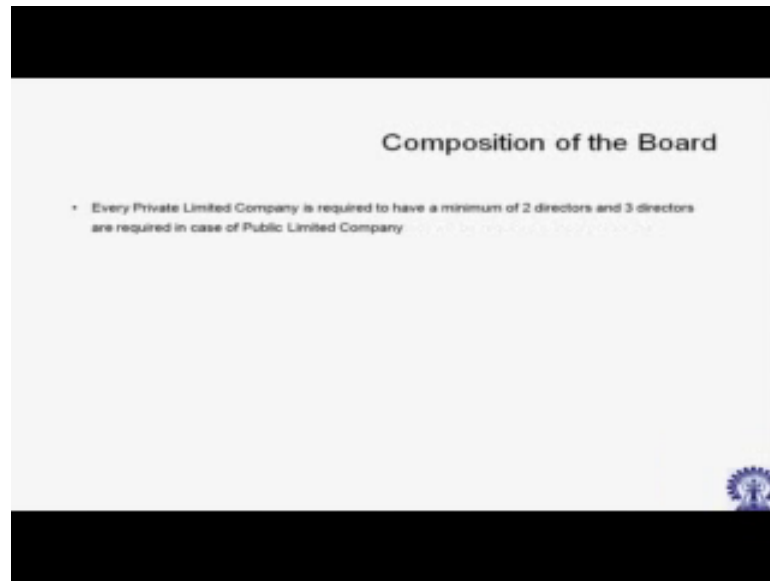 Composition of the Board
• Every Private Limited Company is required to have a minimum of 2 directors and 3 directors
are required in case of Public Limited Company